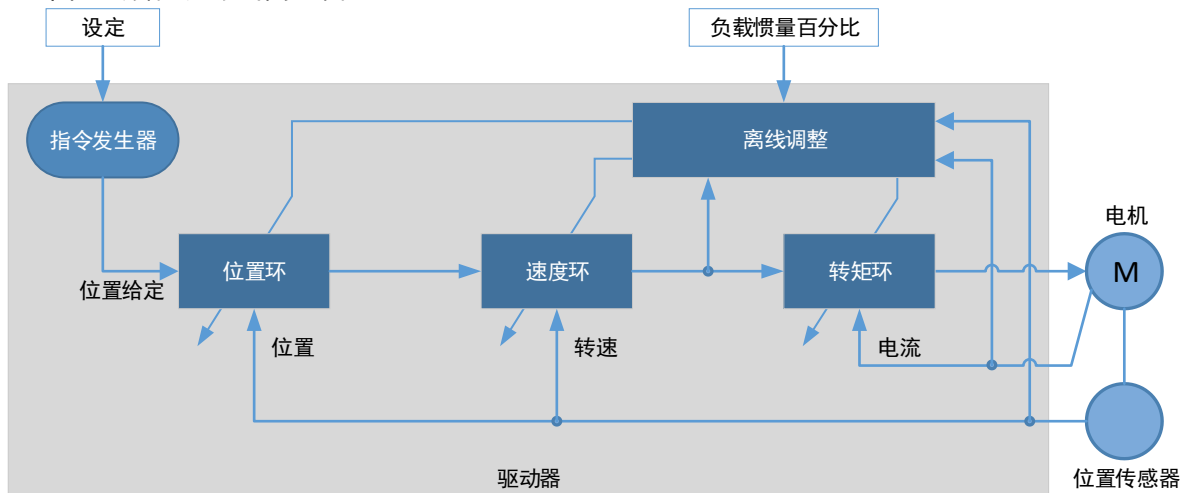 设定
负载惯量百分比
指令发生器
离线调整
电机
位置环
速度环
转矩环
M
位置给定
位置
转速
电流
驱动器
位置传感器